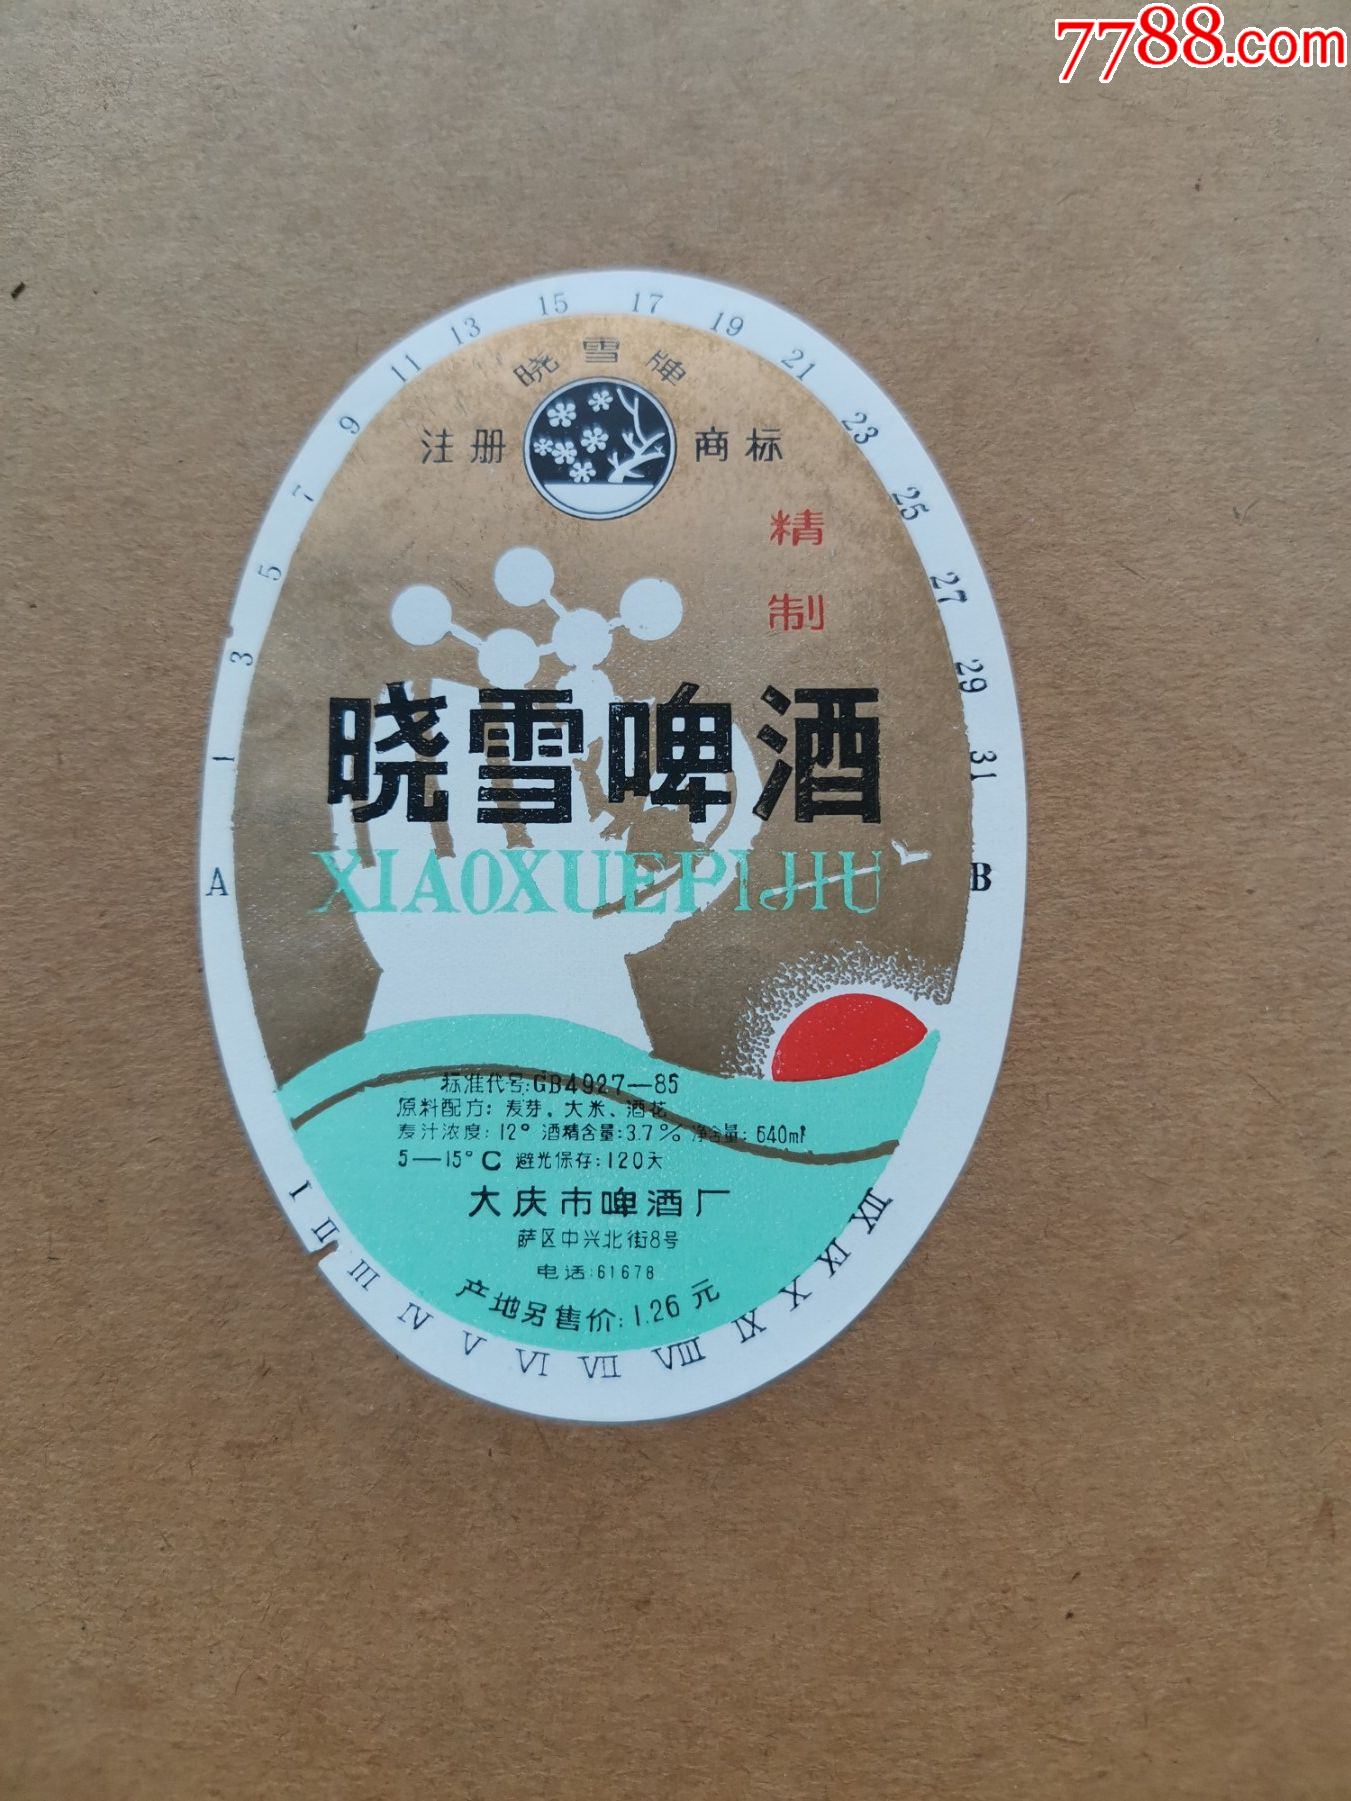 7788.com
15 17
13 19
11 21
9 23
7 25
5 27
3 29
1 31
A B
晓雪牌
注册 商标
精制
晓雪啤酒
XIAOXUEPIJIU
标准代号:GB4927—85
原料配方：麦芽、大米、酒花
麦汁浓度：12° 酒精含量:3.7% 净含量：640ml
5—15°C 避光保存:120天
大庆市啤酒厂
萨区中兴北街8号
电话:61678
产地另售价:1.26元
I II III IV V VI VII VIII IX X XI IIX